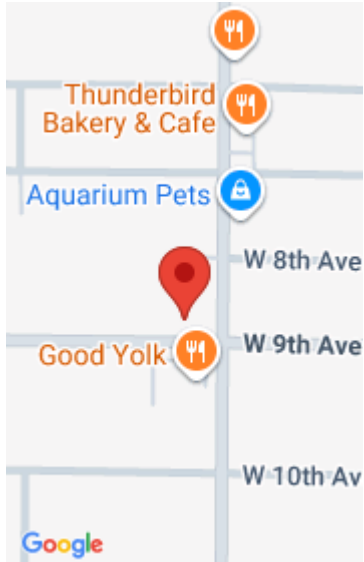 Thunderbird
Bakery & Cafe
Aquarium Pets
W 8th Ave
W 9th Ave
Good Yolk
W 10th Av
Google